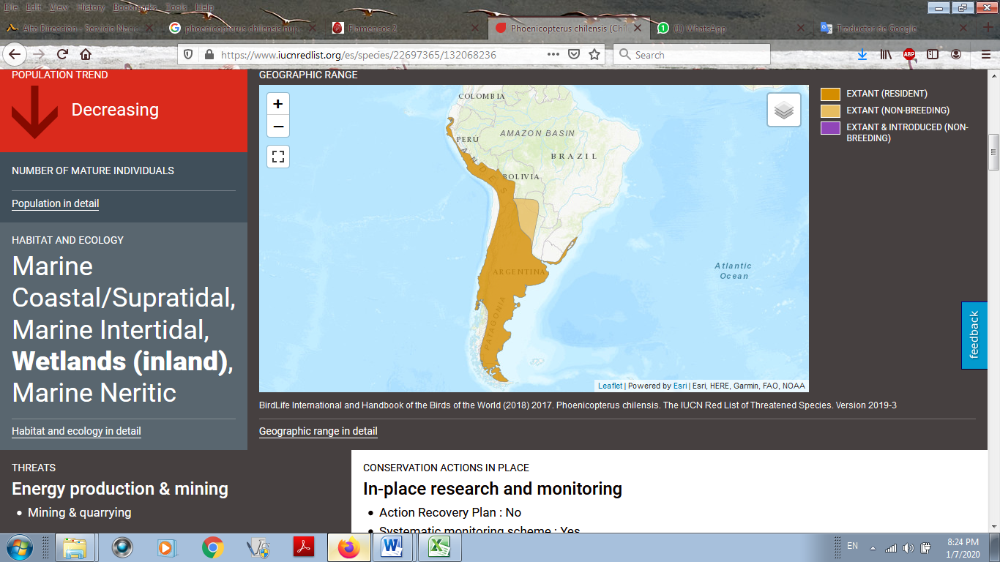 File Edit View History Bookmarks Tools Help
Alta Dirección - Servicio Naci
phoenicopterus chilensis huj
Flamencos 2
Phoenicopterus chilensis (Chi
(1) WhatsApp
Traductor de Google
https://www.iucnredlist.org/es/species/22697365/132068236
Search
ABP
POPULATION TREND
Decreasing
NUMBER OF MATURE INDIVIDUALS
Population in detail
HABITAT AND ECOLOGY
Marine
Coastal/Supratidal,
Marine Intertidal,
Wetlands (inland),
Marine Neritic
Habitat and ecology in detail
GEOGRAPHIC RANGE
+
−
COLOMBIA
PERÚ
AMAZON BASIN
BRAZIL
ANDES
BOLIVIA
ARGENTINA
PATAGONIA
Atlantic
Ocean
Leaflet | Powered by Esri | Esri, HERE, Garmin, FAO, NOAA
EXTANT (RESIDENT)
EXTANT (NON-BREEDING)
EXTANT & INTRODUCED (NON-
BREEDING)
feedback
BirdLife International and Handbook of the Birds of the World (2018) 2017. Phoenicopterus chilensis. The IUCN Red List of Threatened Species. Version 2019-3
Geographic range in detail
THREATS
Energy production & mining
• Mining & quarrying
CONSERVATION ACTIONS IN PLACE
In-place research and monitoring
• Action Recovery Plan : No
• Systematic monitoring scheme : Yes
EN
8:24 PM
1/7/2020